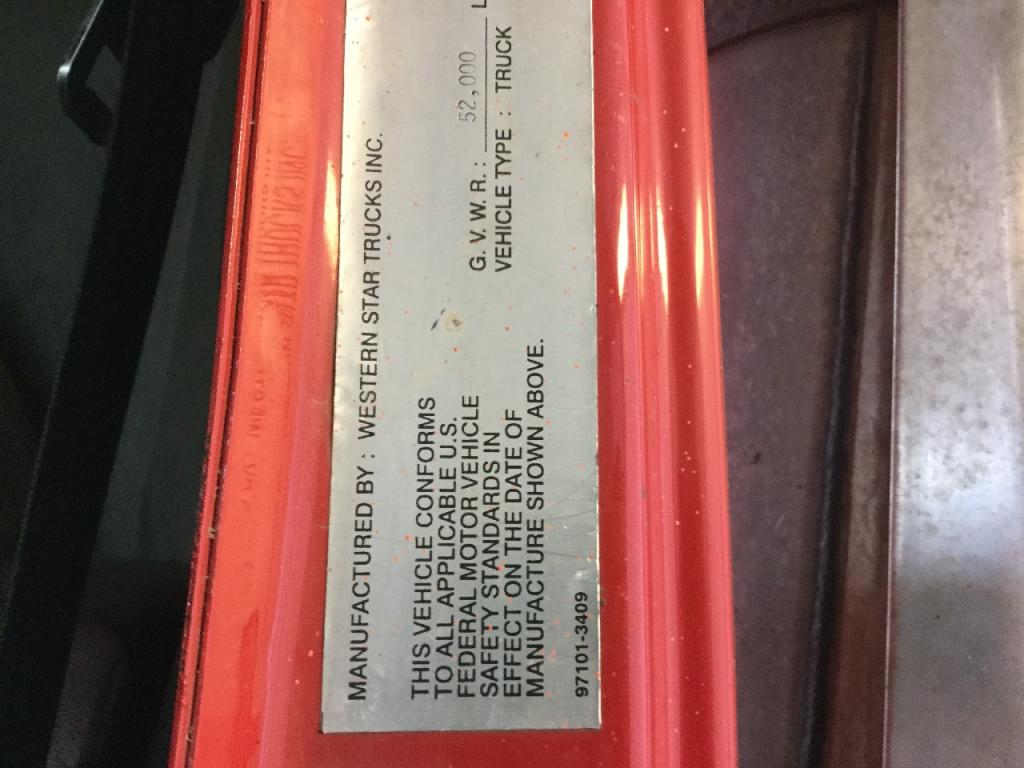 MANUFACTURED BY : WESTERN STAR TRUCKS INC.
THIS VEHICLE CONFORMS
TO ALL APPLICABLE U.S.
FEDERAL MOTOR VEHICLE
SAFETY STANDARDS IN
EFFECT ON THE DATE OF
MANUFACTURE SHOWN ABOVE.
G. V. W. R. : 52,000 L
VEHICLE TYPE : TRUCK
97101-3409